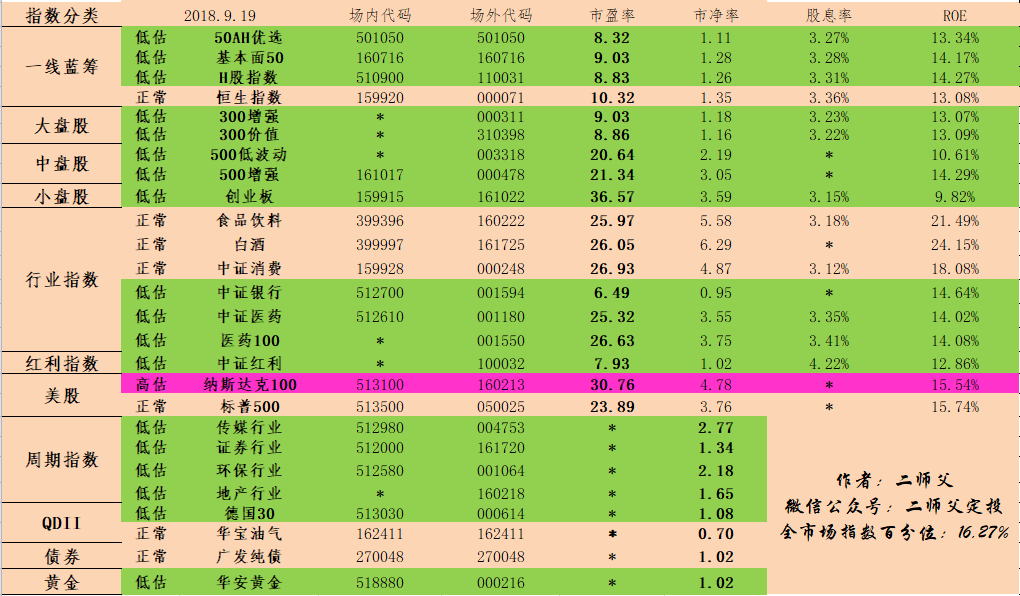 指数分类 2018.9.19 场内代码 场外代码 市盈率 市净率 股息率 ROE
一线蓝筹 低估 50AH优选 501050 501050 8.32 1.11 3.27% 13.34%
低估 基本面50 160716 160716 9.03 1.28 3.28% 14.17%
低估 H股指数 510900 110031 8.83 1.26 3.31% 14.27%
正常 恒生指数 159920 000071 10.32 1.35 3.36% 13.08%
大盘股 低估 300增强 * 000311 9.03 1.18 3.23% 13.07%
低估 300价值 * 310398 8.86 1.16 3.22% 13.09%
中盘股 低估 500低波动 * 003318 20.64 2.19 * 10.61%
低估 500增强 161017 000478 21.34 3.05 * 14.29%
小盘股 低估 创业板 159915 161022 36.57 3.59 3.15% 9.82%
行业指数 正常 食品饮料 399396 160222 25.97 5.58 3.18% 21.49%
正常 白酒 399997 161725 26.05 6.29 * 24.15%
正常 中证消费 159928 000248 26.93 4.87 3.12% 18.08%
低估 中证银行 512700 001594 6.49 0.95 * 14.64%
低估 中证医药 512610 001180 25.32 3.55 3.35% 14.02%
低估 医药100 * 001550 26.63 3.75 3.41% 14.08%
红利指数 低估 中证红利 * 100032 7.93 1.02 4.22% 12.86%
美股 高估 纳斯达克100 513100 160213 30.76 4.78 * 15.54%
正常 标普500 513500 050025 23.89 3.76 * 15.74%
周期指数 低估 传媒行业 512980 004753 * 2.77
低估 证券行业 512000 161720 * 1.34
低估 环保行业 512580 001064 * 2.18
低估 地产行业 * 160218 * 1.65
QDII 低估 德国30 513030 000614 * 1.08
正常 华宝油气 162411 162411 * 0.70
债券 正常 广发纯债 270048 270048 * 1.02
黄金 低估 华安黄金 518880 000216 * 1.02
作者：二师父
微信公众号：二师父定投
全市场指数百分位：16.27%